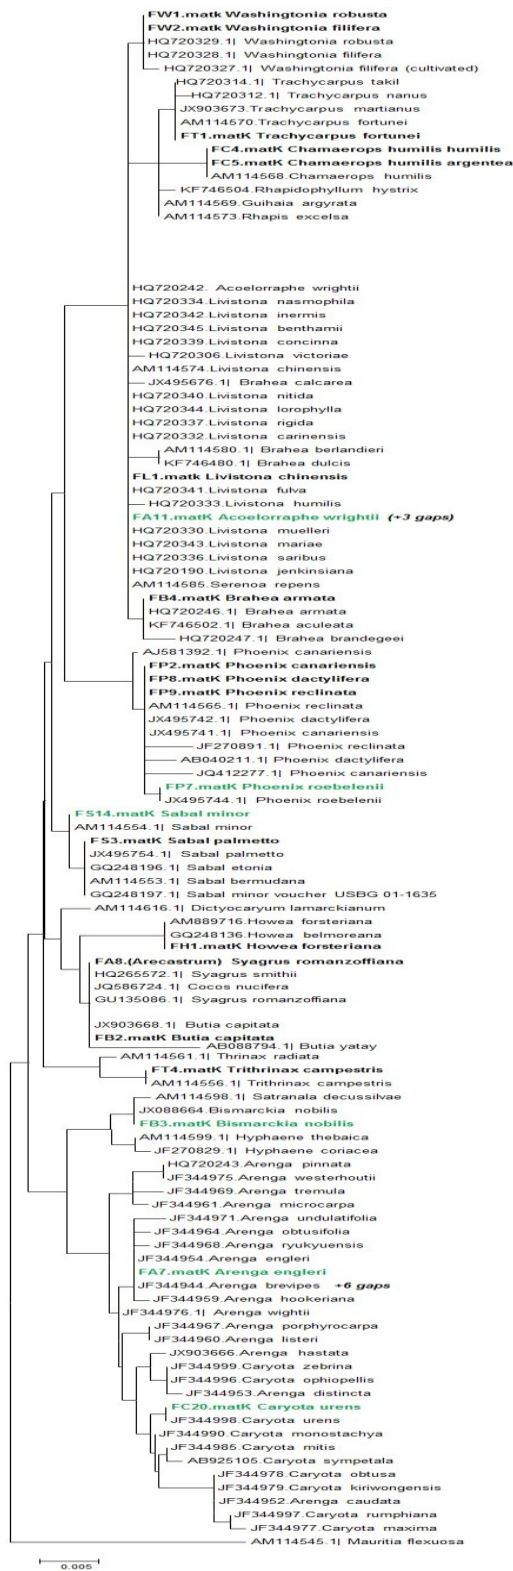 FW1.matk Washingtonia robusta
FW2.matk Washingtonia filifera
HQ720329.1| Washingtonia robusta
HQ720328.1| Washingtonia filifera
HQ720327.1| Washingtonia filifera (cultivated)
HQ720314.1| Trachycarpus takil
HQ720312.1| Trachycarpus nanus
JX903673.Trachycarpus martianus
AM114570.Trachycarpus fortunei
FT1.matK Trachycarpus fortunei
FC4.matK Chamaerops humilis humilis
FC5.matK Chamaerops humilis argentea
AM114568.Chamaerops humilis
KF746504.Rhapidophyllum hystrix
AM114569.Guihaia argyrata
AM114573.Rhapis excelsa
HQ720242. Acoelorraphe wrightii
HQ720334.Livistona nasmophila
HQ720342.Livistona inermis
HQ720345.Livistona benthamii
HQ720339.Livistona concinna
HQ720306.Livistona victoriae
AM114574.Livistona chinensis
JX495676.1| Brahea calcarea
HQ720340.Livistona nitida
HQ720344.Livistona lorophylla
HQ720337.Livistona rigida
HQ720332.Livistona carinensis
AM114580.1| Brahea berlandieri
KF746480.1| Brahea dulcis
FL1.matk Livistona chinensis
HQ720341.Livistona fulva
HQ720333.Livistona humilis
FA11.matK Acoelorraphe wrightii (+3 gaps)
HQ720330.Livistona muelleri
HQ720343.Livistona mariae
HQ720336.Livistona saribus
HQ720190.Livistona jenkinsiana
AM114585.Serenoa repens
FB4.matK Brahea armata
HQ720246.1| Brahea armata
KF746502.1| Brahea aculeata
HQ720247.1| Brahea brandegeei
AJ581392.1| Phoenix canariensis
FP2.matK Phoenix canariensis
FP8.matK Phoenix dactylifera
FP9.matK Phoenix reclinata
AM114565.1| Phoenix reclinata
JX495742.1| Phoenix dactylifera
JX495741.1| Phoenix canariensis
JF270891.1| Phoenix reclinata
AB040211.1| Phoenix dactylifera
JQ412277.1| Phoenix canariensis
FP7.matK Phoenix roebelenii
JX495744.1| Phoenix roebelenii
FS14.matK Sabal minor
AM114554.1| Sabal minor
FS3.matK Sabal palmetto
JX495754.1| Sabal palmetto
GQ248196.1| Sabal etonia
AM114553.1| Sabal bermudana
GQ248197.1| Sabal minor voucher USBG 01-1635
AM114616.1| Dictyocaryum lamarckianum
AM889716.Howea forsteriana
GQ248136.Howea belmoreana
FH1.matK Howea forsteriana
FA8.(Arecastrum) Syagrus romanzoffiana
HQ265572.1| Syagrus smithii
JQ586724.1| Cocos nucifera
GU135086.1| Syagrus romanzoffiana
JX903668.1| Butia capitata
FB2.matK Butia capitata
AB088794.1| Butia yatay
AM114561.1| Thrinax radiata
FT4.matK Trithrinax campestris
AM114556.1| Trithrinax campestris
AM114598.1| Satranala decussilvae
JX088664.Bismarckia nobilis
FB3.matK Bismarckia nobilis
AM114599.1| Hyphaene thebaica
JF270829.1| Hyphaene coriacea
HQ720243.Arenga pinnata
JF344975.Arenga westerhoutii
JF344969.Arenga tremula
JF344961.Arenga microcarpa
JF344971.Arenga undulatifolia
JF344964.Arenga obtusifolia
JF344968.Arenga ryukyuensis
JF344954.Arenga engleri
FA7.matK Arenga engleri
JF344944.Arenga brevipes +6 gaps
JF344959.Arenga hookeriana
JF344976.1| Arenga wightii
JF344967.Arenga porphyrocarpa
JF344960.Arenga listeri
JX903666.Arenga hastata
JF344999.Caryota zebrina
JF344996.Caryota ophiopellis
JF344953.Arenga distincta
FC20.matK Caryota urens
JF344998.Caryota urens
JF344990.Caryota monostachya
JF344985.Caryota mitis
AB925105.Caryota sympetala
JF344978.Caryota obtusa
JF344979.Caryota kiriwongensis
JF344952.Arenga caudata
JF344997.Caryota rumphiana
JF344977.Caryota maxima
AM114545.1| Mauritia flexuosa
0.005